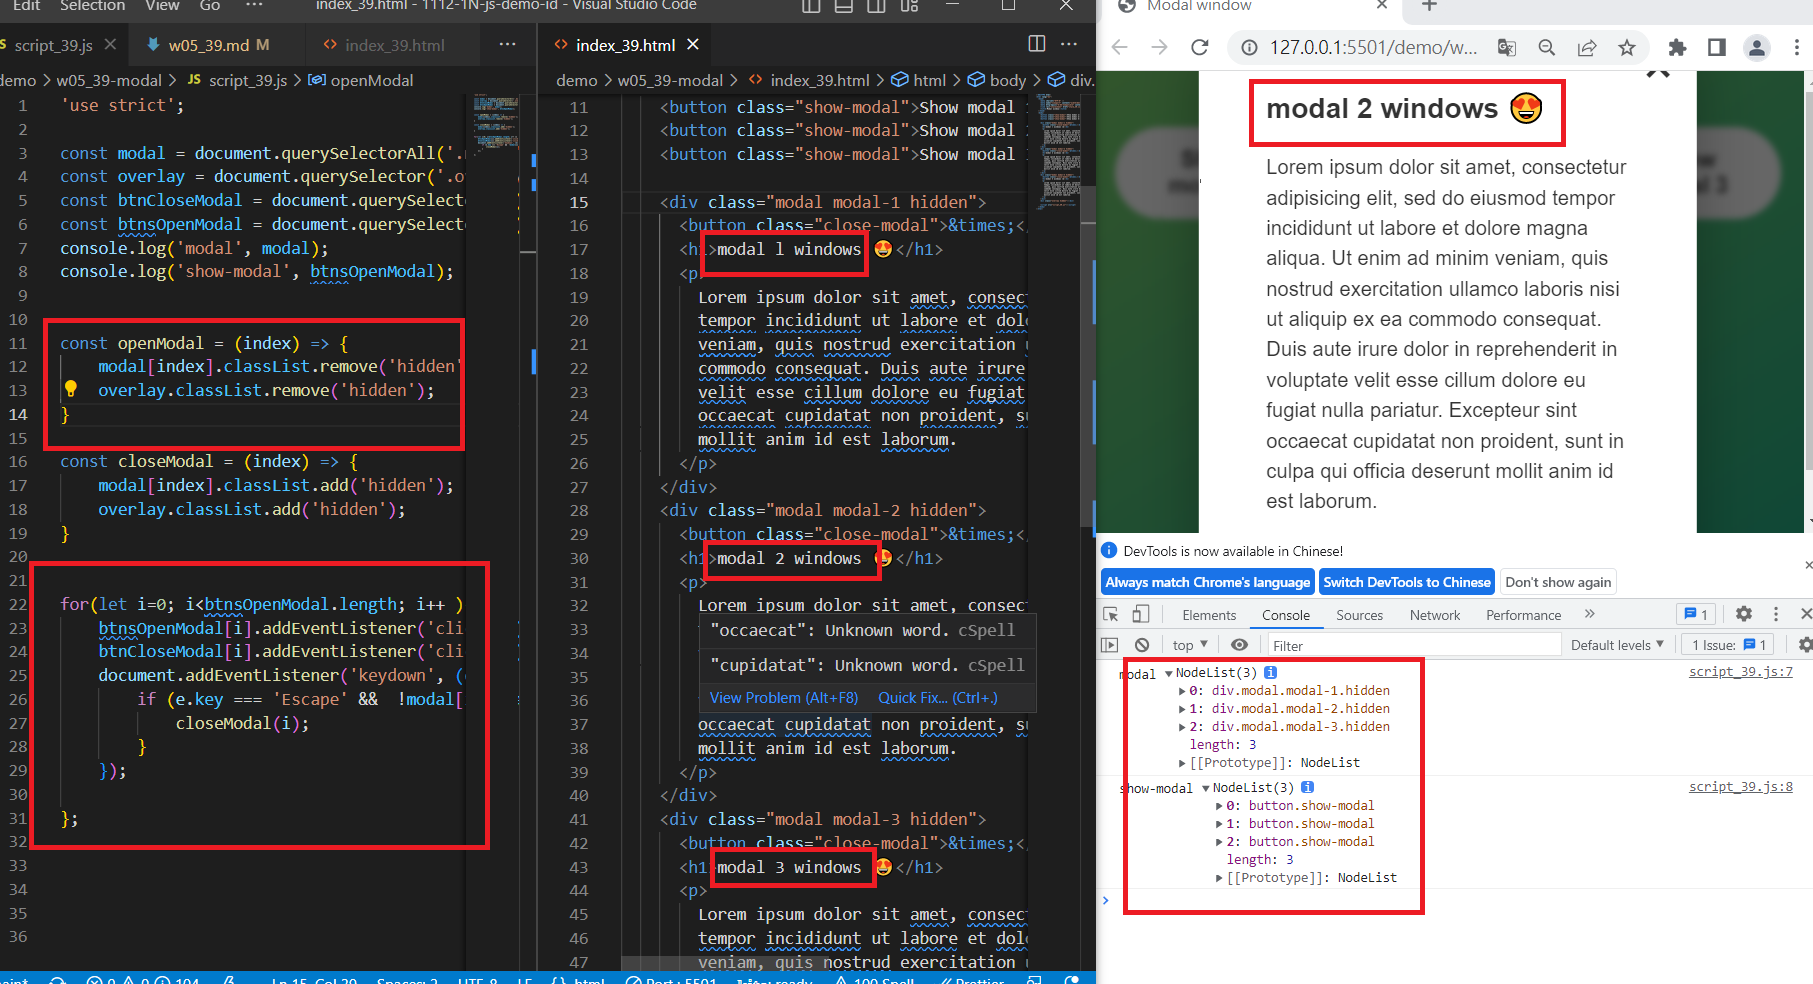 Edit Selection View Go ··· index_39.html - 1112-1N-js-demo-id - Visual Studio Code
script_39.js
w05_39.md M
index_39.html
···
demo > w05_39-modal > JS script_39.js > openModal
1 'use strict';
2
3 const modal = document.querySelectorAll('.
4 const overlay = document.querySelector('.o
5 const btnCloseModal = document.querySelect
6 const btnsOpenModal = document.querySelect
7 console.log('modal', modal);
8 console.log('show-modal', btnsOpenModal);
9
10
11 const openModal = (index) => {
12 modal[index].classList.remove('hidden'
13 overlay.classList.remove('hidden');
14 }
15
16 const closeModal = (index) => {
17 modal[index].classList.add('hidden');
18 overlay.classList.add('hidden');
19 }
20
21
22 for(let i=0; i<btnsOpenModal.length; i++ )
23 btnsOpenModal[i].addEventListener('cli
24 btnCloseModal[i].addEventListener('cli
25 document.addEventListener('keydown', (
26 if (e.key === 'Escape' && !modal[
27 closeModal(i);
28 }
29 });
30
31 };
32
33
34
35
36
index_39.html
···
demo > w05_39-modal > index_39.html > html > body > div.
11 <button class="show-modal">Show modal
12 <button class="show-modal">Show modal
13 <button class="show-modal">Show modal
14
15 <div class="modal modal-1 hidden">
16 <button class="close-modal">&times;</
17 <h1>modal l windows 😍</h1>
18 <p
19 Lorem ipsum dolor sit amet, consect
20 tempor incididunt ut labore et dolo
21 veniam, quis nostrud exercitation
22 commodo consequat. Duis aute irure
23 velit esse cillum dolore eu fugiat
24 occaecat cupidatat non proident, su
25 mollit anim id est laborum.
26 </p>
27 </div>
28 <div class="modal modal-2 hidden">
29 <button class="close-modal">&times;</
30 <h1>modal 2 windows 😍</h1>
31 <p>
32 Lorem ipsum dolor sit amet, consect
33 "occaecat": Unknown word. cSpell
34 "cupidatat": Unknown word. cSpell
35
36 View Problem (Alt+F8) Quick Fix... (Ctrl+.)
37 occaecat cupidatat non proident, su
38 mollit anim id est laborum.
39 </p>
40 </div>
41 <div class="modal modal-3 hidden">
42 <button class="close-modal">&times;</
43 <h1>modal 3 windows 😍</h1>
44 <p>
45 Lorem ipsum dolor sit amet, consect
46 tempor incididunt ut labore et dolo
47 veniam, quis nostrud exercitation u
Ln 15, Col 39 Spaces: 2 UTF-8 LF {} html Port : 5501 ready 100 Spell Prettier
Modal window
127.0.0.1:5501/demo/w...
modal 2 windows 😍
Lorem ipsum dolor sit amet, consectetur
adipisicing elit, sed do eiusmod tempor
incididunt ut labore et dolore magna
aliqua. Ut enim ad minim veniam, quis
nostrud exercitation ullamco laboris nisi
ut aliquip ex ea commodo consequat.
Duis aute irure dolor in reprehenderit in
voluptate velit esse cillum dolore eu
fugiat nulla pariatur. Excepteur sint
occaecat cupidatat non proident, sunt in
culpa qui officia deserunt mollit anim id
est laborum.
DevTools is now available in Chinese!
Always match Chrome's language Switch DevTools to Chinese Don't show again
Elements Console Sources Network Performance » 1
top ▼ Filter Default levels ▼ 1 Issue: 1
modal ▼ NodeList(3) script_39.js:7
0: div.modal.modal-1.hidden
1: div.modal.modal-2.hidden
2: div.modal.modal-3.hidden
length: 3
[[Prototype]]: NodeList
show-modal ▼ NodeList(3) script_39.js:8
0: button.show-modal
1: button.show-modal
2: button.show-modal
length: 3
[[Prototype]]: NodeList